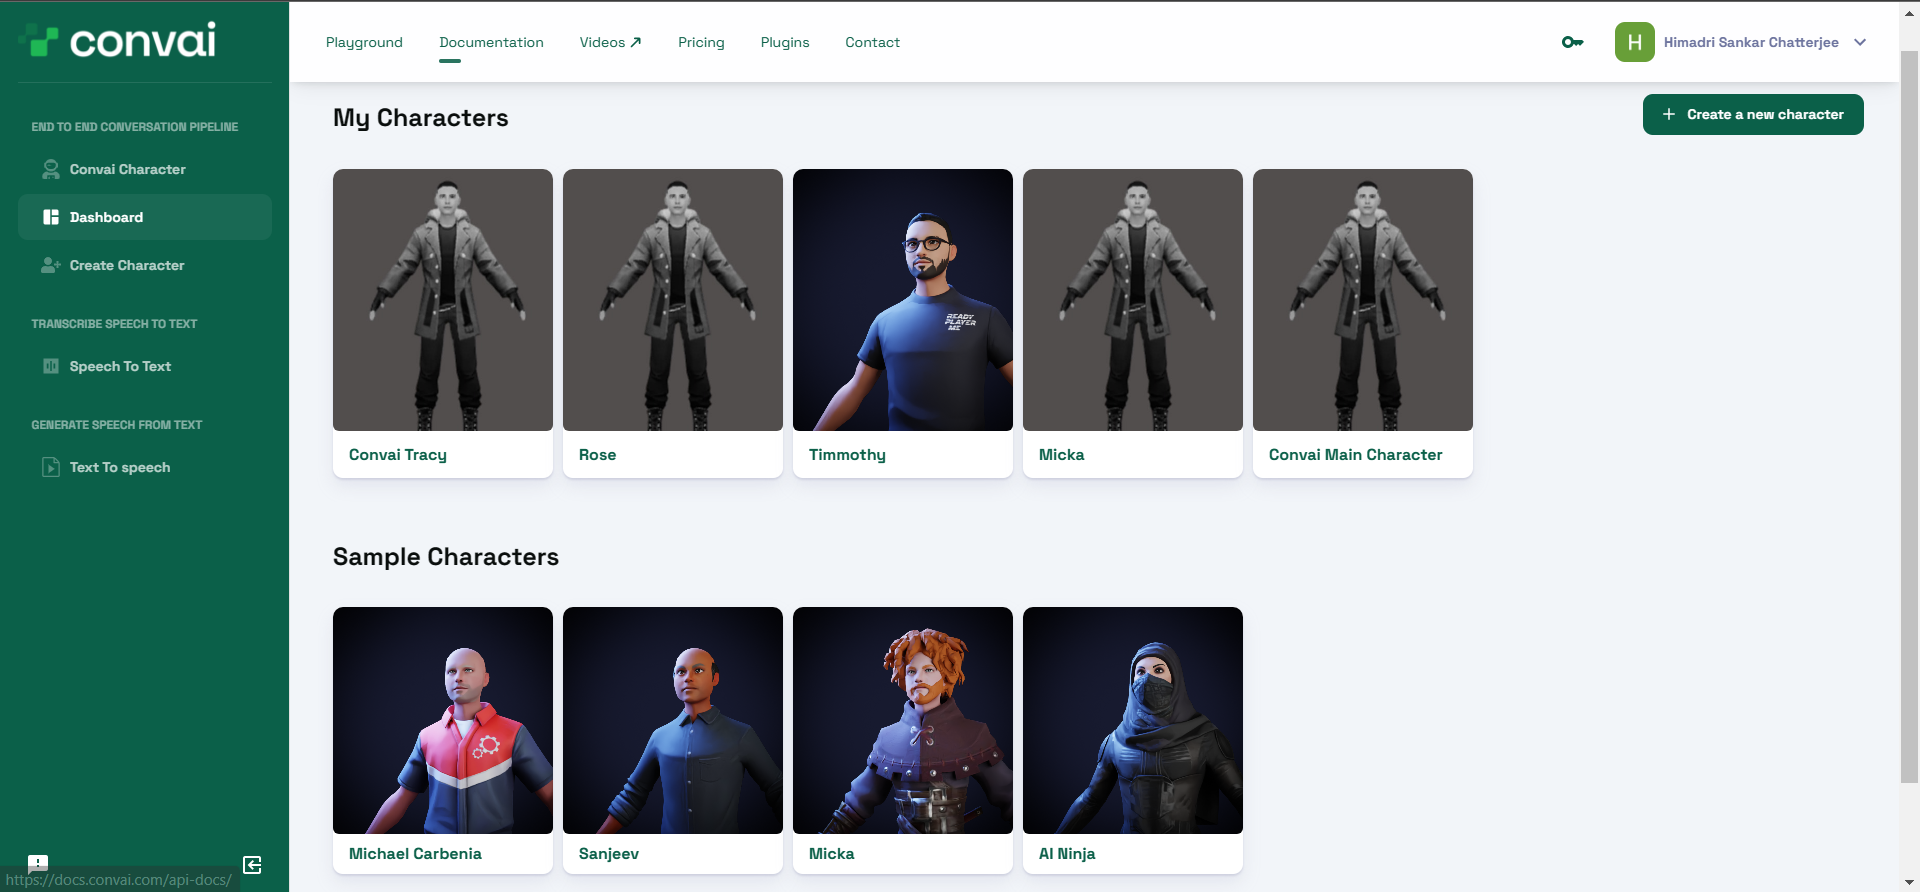 convai
Playground
Documentation
Videos
Pricing
Plugins
Contact
H
Himadri Sankar Chatterjee
END TO END CONVERSATION PIPELINE
Convai Character
Dashboard
Create Character
TRANSCRIBE SPEECH TO TEXT
Speech To Text
GENERATE SPEECH FROM TEXT
Text To speech
https://docs.convai.com/api-docs/
My Characters
+ Create a new character
READY
PLAYER
ME
Convai Tracy
Rose
Timmothy
Micka
Convai Main Character
Sample Characters
Michael Carbenia
Sanjeev
Micka
AI Ninja